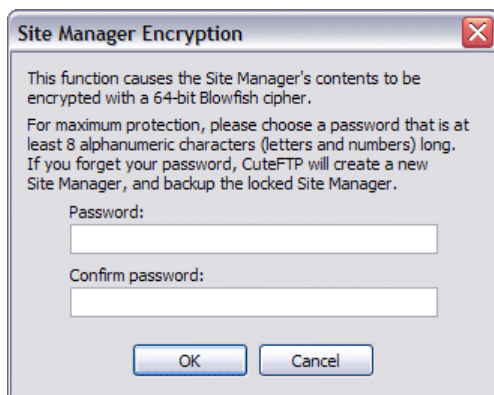 Site Manager Encryption
This function causes the Site Manager's contents to be
encrypted with a 64-bit Blowfish cipher.
For maximum protection, please choose a password that is at
least 8 alphanumeric characters (letters and numbers) long.
If you forget your password, CuteFTP will create a new
Site Manager, and backup the locked Site Manager.
Password:
Confirm password:
OK Cancel